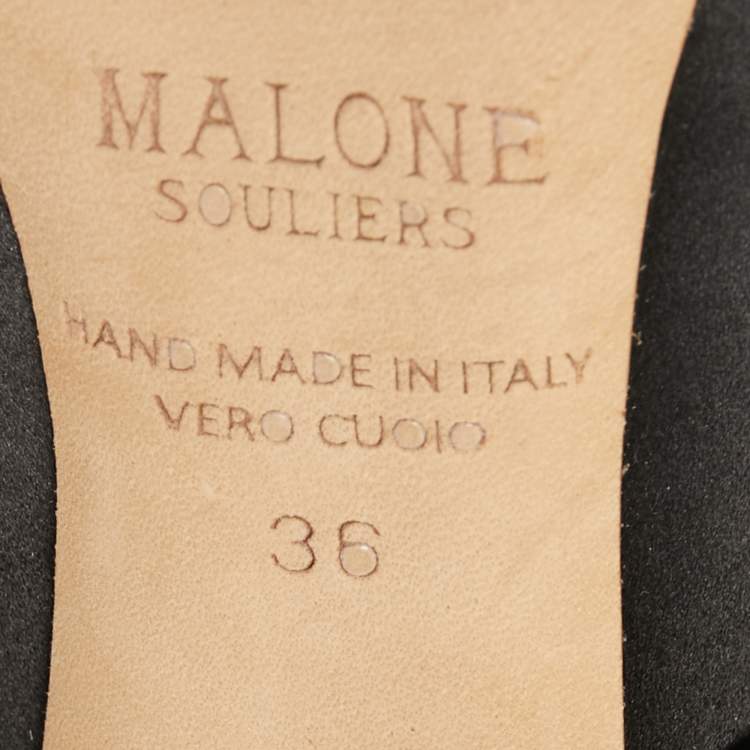 MALONE
SOULIERS
HAND MADE IN ITALY
VERO CUOIO
36